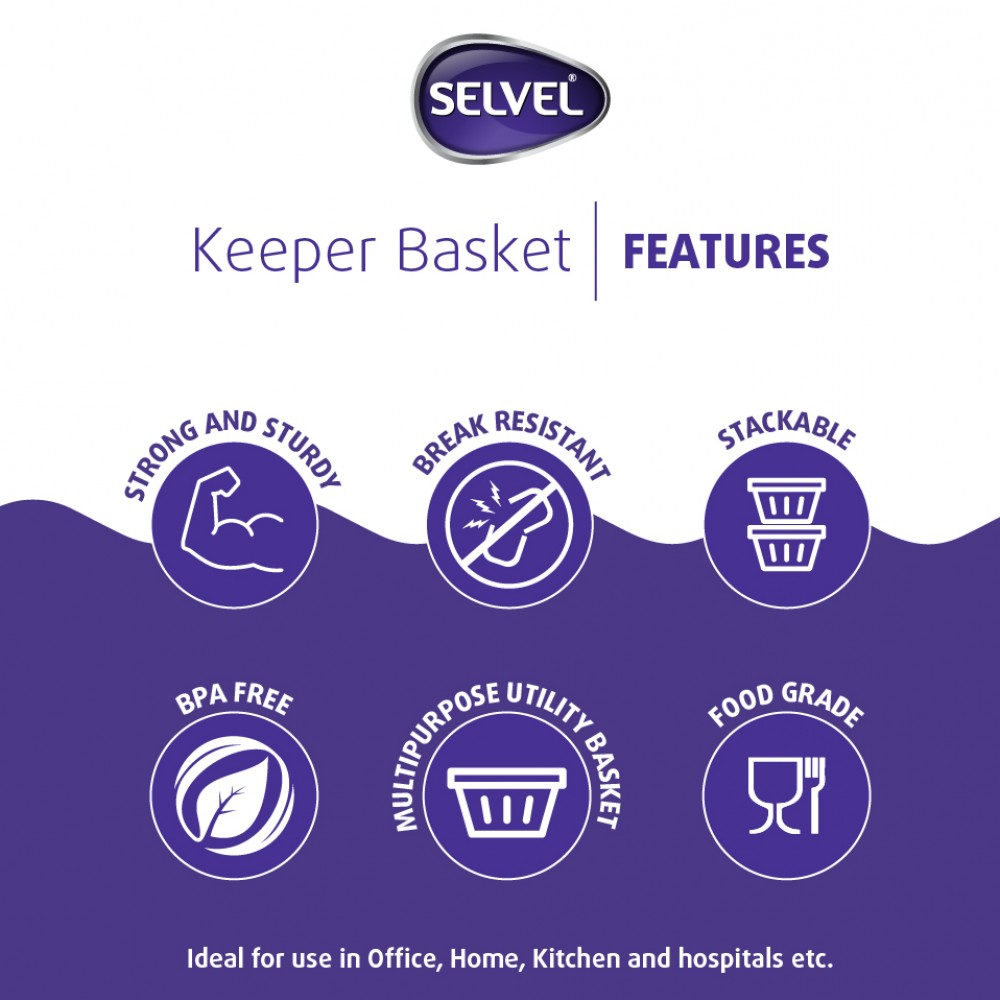 SELVEL®
Keeper Basket | FEATURES
STRONG AND STURDY
BREAK RESISTANT
STACKABLE
BPA FREE
MULTIPURPOSE UTILITY BASKET
FOOD GRADE
Ideal for use in Office, Home, Kitchen and hospitals etc.